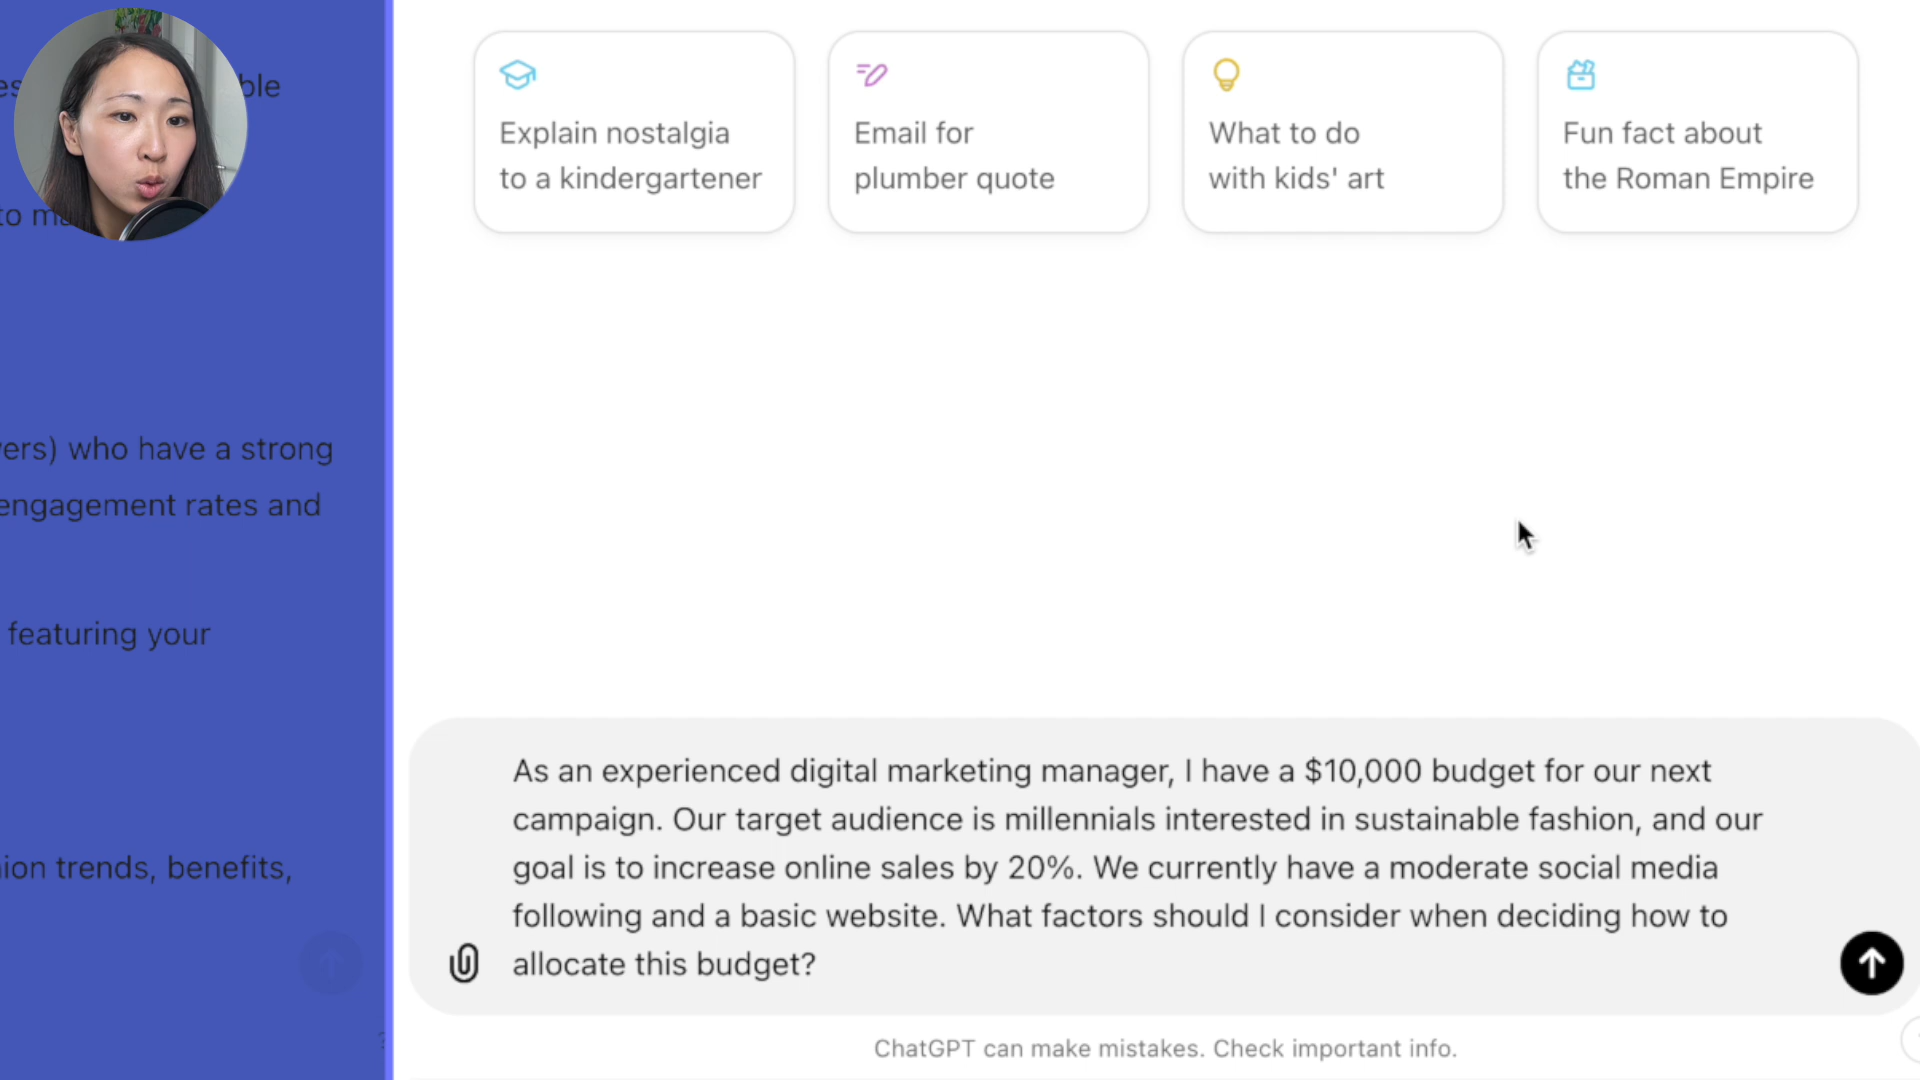 ble
to
ers) who have a strong
engagement rates and
featuring your
ion trends, benefits,
Explain nostalgia
to a kindergartener
Email for
plumber quote
What to do
with kids' art
Fun fact about
the Roman Empire
As an experienced digital marketing manager, I have a $10,000 budget for our next
campaign. Our target audience is millennials interested in sustainable fashion, and our
goal is to increase online sales by 20%. We currently have a moderate social media
following and a basic website. What factors should I consider when deciding how to
allocate this budget?
ChatGPT can make mistakes. Check important info.